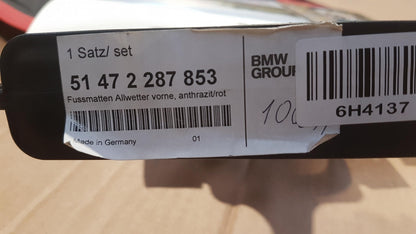 1 Satz/ set
51 47 2 287 853
Fussmatten Allwetter vorne, anthrazit/rot
Made in Germany
01
BMW
GROUP
6H4137